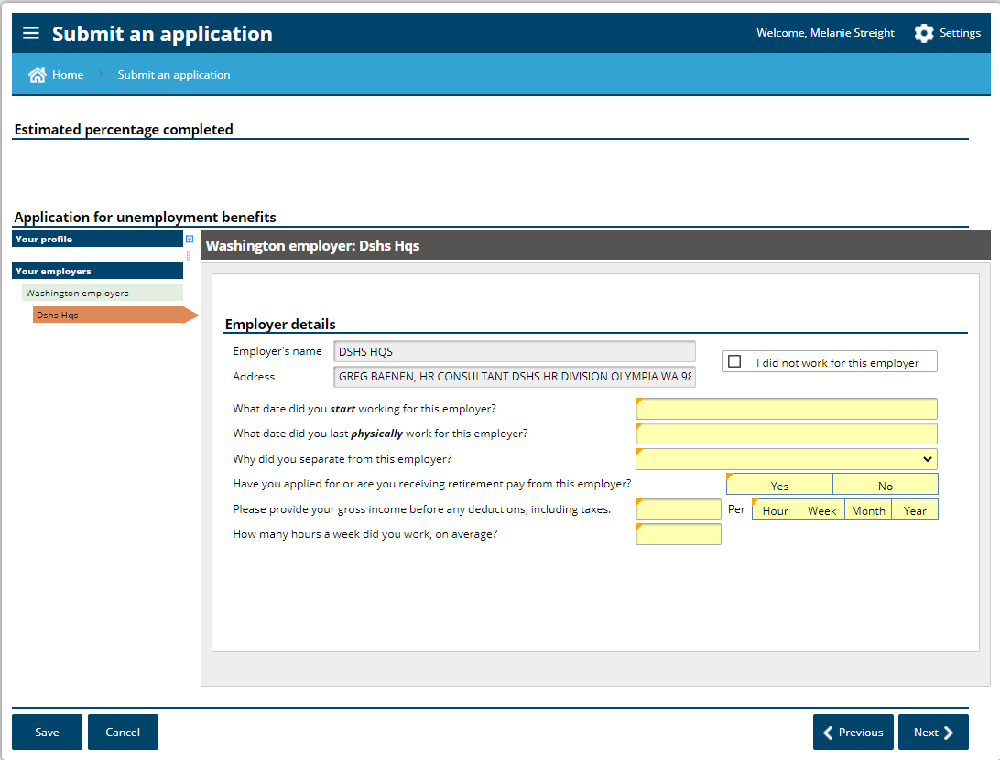 Submit an application
Welcome, Melanie Streight
Settings
Home
Submit an application
Estimated percentage completed
Application for unemployment benefits
Your profile
Your employers
Washington employers
Dshs Hqs
Washington employer: Dshs Hqs
Employer details
Employer's name DSHS HQS
Address GREG BAENEN, HR CONSULTANT DSHS HR DIVISION OLYMPIA WA 98
I did not work for this employer
What date did you start working for this employer?
What date did you last physically work for this employer?
Why did you separate from this employer?
Have you applied for or are you receiving retirement pay from this employer? Yes No
Please provide your gross income before any deductions, including taxes. Per Hour Week Month Year
How many hours a week did you work, on average?
Save Cancel Previous Next